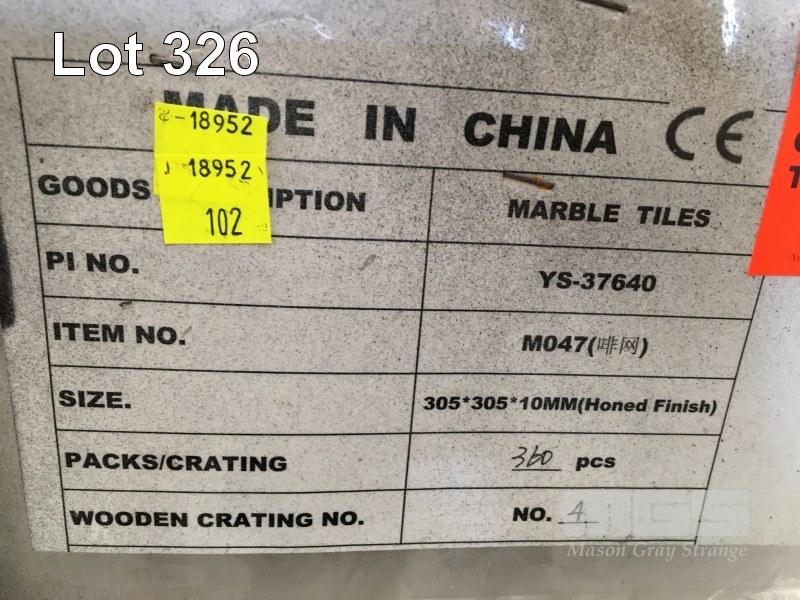 Lot 326
MADE IN CHINA CE
-18952
18952
102
GOODS IPTION
MARBLE TILES
PI NO.
YS-37640
ITEM NO.
M047(啡网)
SIZE.
305*305*10MM(Honed Finish)
PACKS/CRATING
360 pcs
WOODEN CRATING NO.
NO. 4
MGS
Mason Gray Strange